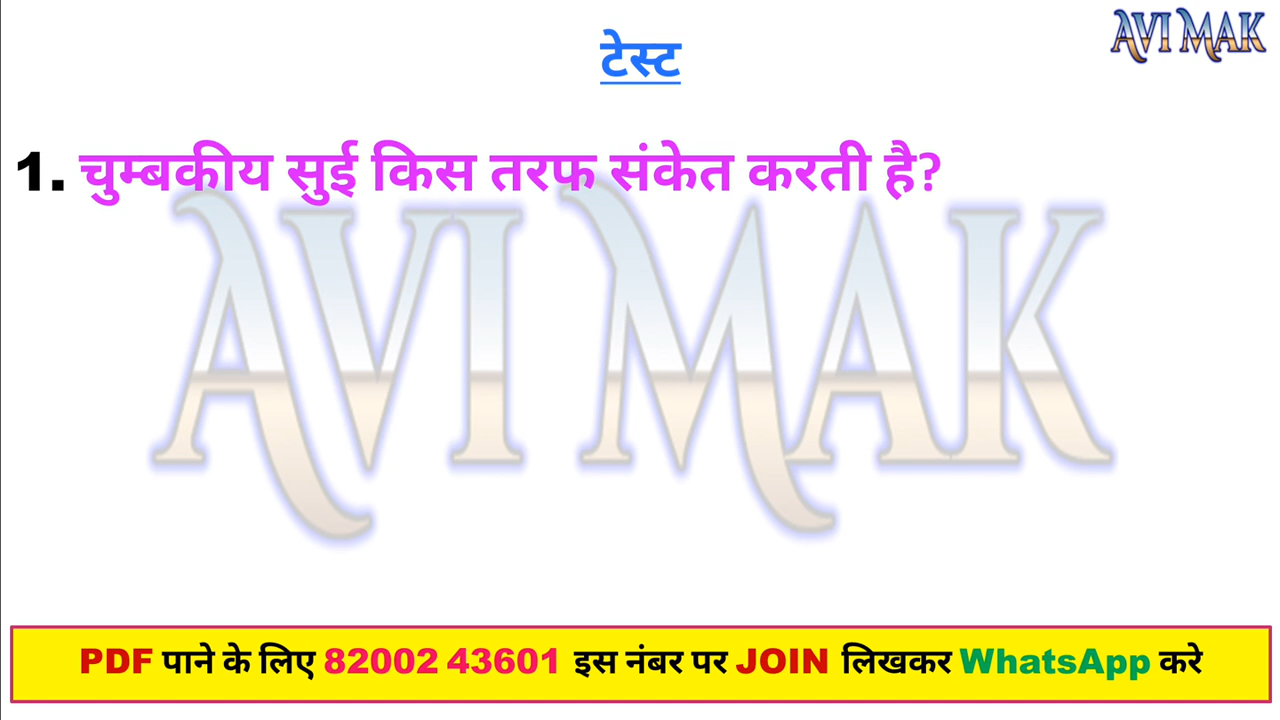 AVI MAK
टेस्ट
1. चुम्बकीय सुई किस तरफ संकेत करती है?
AVI MAK
PDF पाने के लिए 82002 43601 इस नंबर पर JOIN लिखकर WhatsApp करे